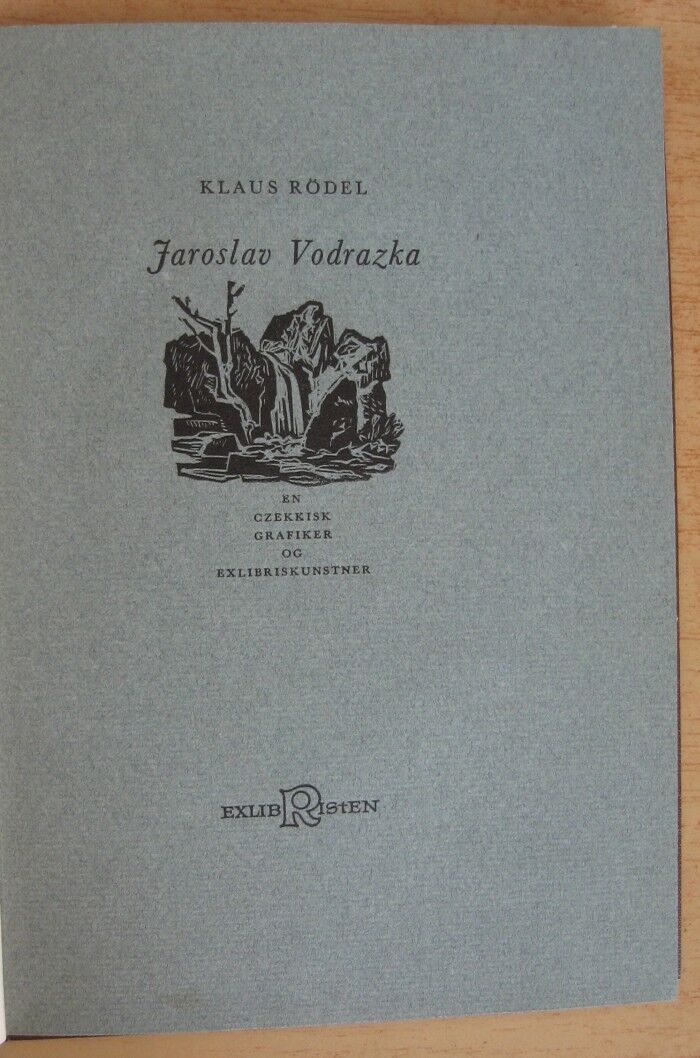 KLAUS RÖDEL
Jaroslav Vodrazka
EN
CZEKKISK
GRAFIKER
OG
EXLIBRISKUNSTNER
EXLIBRIStEN